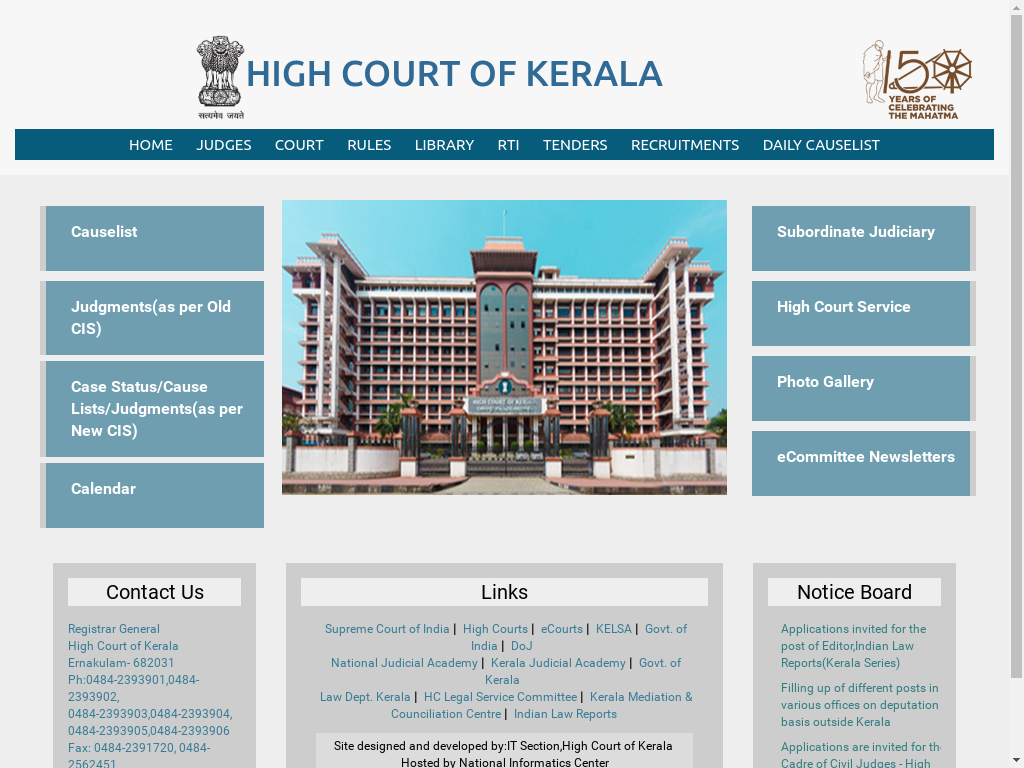 सत्यमेव जयते
HIGH COURT OF KERALA
150
YEARS OF
CELEBRATING
THE MAHATMA
HOME JUDGES COURT RULES LIBRARY RTI TENDERS RECRUITMENTS DAILY CAUSELIST
Causelist
Judgments(as per Old
CIS)
Case Status/Cause
Lists/Judgments(as per
New CIS)
Calendar
HIGH COURT OF KERALA
Subordinate Judiciary
High Court Service
Photo Gallery
eCommittee Newsletters
Contact Us
Registrar General
High Court of Kerala
Ernakulam- 682031
Ph:0484-2393901,0484-
2393902,
0484-2393903,0484-2393904,
0484-2393905,0484-2393906
Fax: 0484-2391720, 0484-
2562451
Links
Supreme Court of India | High Courts | eCourts | KELSA | Govt. of
India | DoJ
National Judicial Academy | Kerala Judicial Academy | Govt. of
Kerala
Law Dept. Kerala | HC Legal Service Committee | Kerala Mediation &
Counciliation Centre | Indian Law Reports
Site designed and developed by:IT Section,High Court of Kerala
Hosted by National Informatics Center
Notice Board
Applications invited for the
post of Editor,Indian Law
Reports(Kerala Series)
Filling up of different posts in
various offices on deputation
basis outside Kerala
Applications are invited for the
Cadre of Civil Judges - High